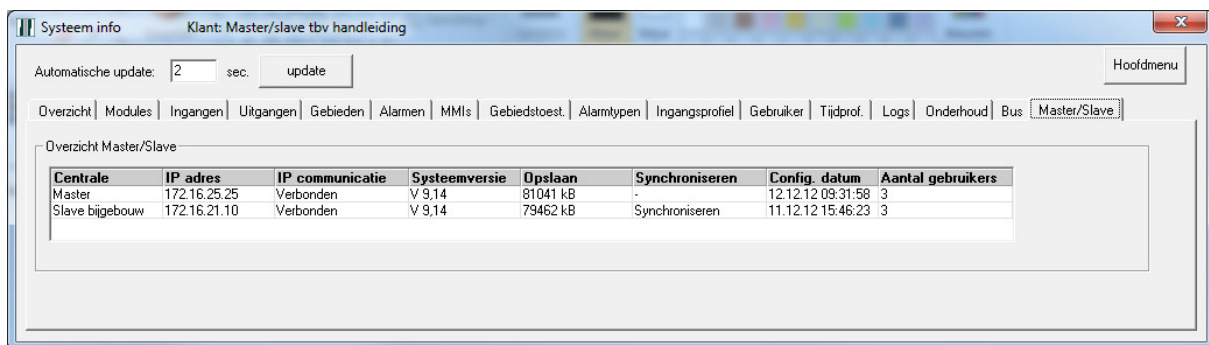 Systeem info Klant: Master/slave tbv handleiding
Automatische update: 2 sec. update Hoofdmenu
Overzicht Modules Ingangen Uitgangen Gebieden Alarmen MMIs Gebiedstoest. Alarmtypen Ingangsprofiel Gebruiker Tijdprof. Logs Onderhoud Bus Master/Slave
Overzicht Master/Slave
Centrale IP adres IP communicatie Systeemversie Opslaan Synchroniseren Config. datum Aantal gebruikers
Master 172.16.25.25 Verbonden V 9,14 81041 kB - 12.12.12 09:31:58 3
Slave bijgebouw 172.16.21.10 Verbonden V 9,14 79462 kB Synchroniseren 11.12.12 15:46:23 3